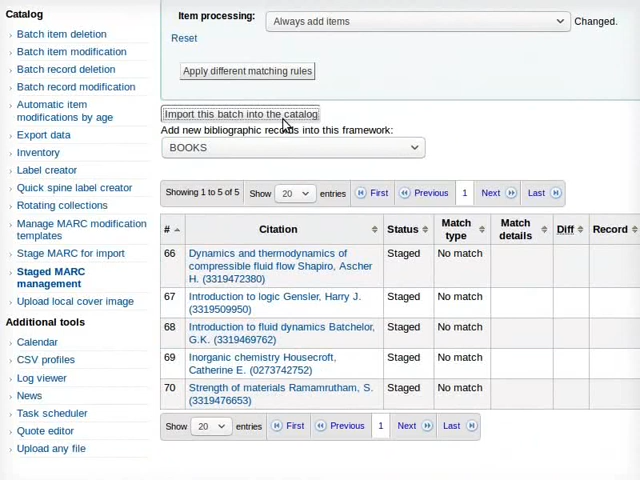 Catalog
Batch item deletion
Batch item modification
Batch record deletion
Batch record modification
Automatic item
modifications by age
Export data
Inventory
Label creator
Quick spine label creator
Rotating collections
Manage MARC modification
templates
Stage MARC for import
Staged MARC
management
Upload local cover image
Additional tools
Calendar
CSV profiles
Log viewer
News
Task scheduler
Quote editor
Upload any file
Item processing: Always add items Changed.
Reset
Apply different matching rules
Import this batch into the catalog
Add new bibliographic records into this framework:
BOOKS
Showing 1 to 5 of 5 Show 20 entries First Previous 1 Next Last
# Citation Status Match type Match details Diff Record
66 Dynamics and thermodynamics of Staged No match
compressible fluid flow Shapiro, Ascher
H. (3319472380)
67 Introduction to logic Gensler, Harry J. Staged No match
(3319509950)
68 Introduction to fluid dynamics Batchelor, Staged No match
G.K. (3319469762)
69 Inorganic chemistry Housecroft, Staged No match
Catherine E. (0273742752)
70 Strength of materials Ramamrutham, S. Staged No match
(3319476653)
Show 20 entries First Previous 1 Next Last